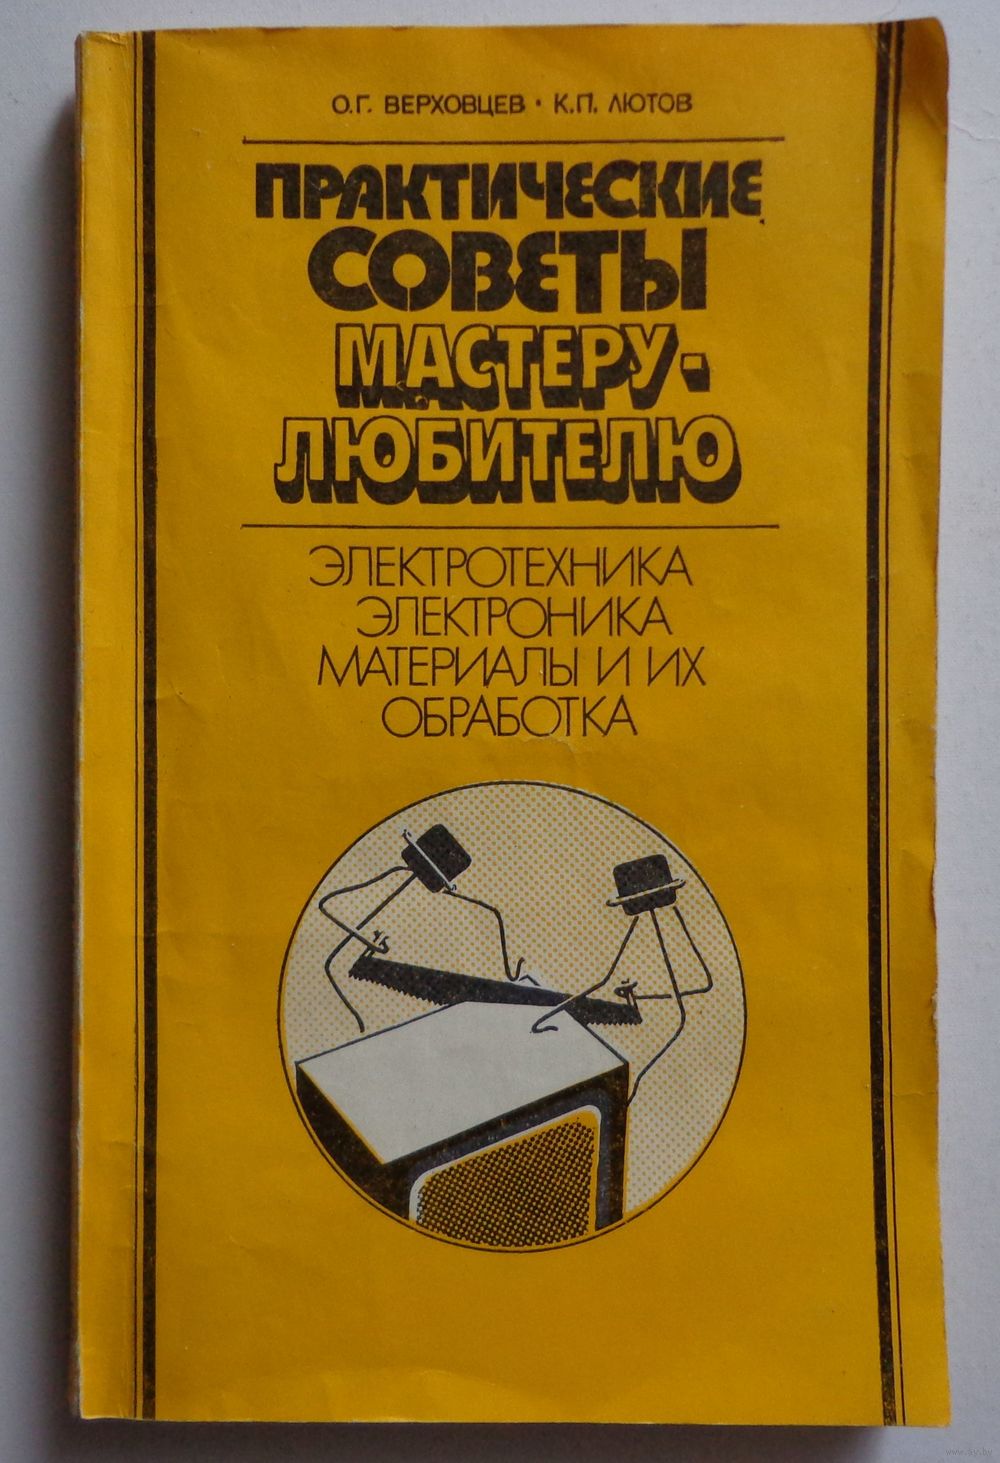 О.Г. ВЕРХОВЦЕВ • К.П. ЛЮТОВ
ПРАКТИЧЕСКИЕ
СОВЕТЫ
МАСТЕРУ-
ЛЮБИТЕЛЮ
ЭЛЕКТРОТЕХНИКА
ЭЛЕКТРОНИКА
МАТЕРИАЛЫ И ИХ
ОБРАБОТКА